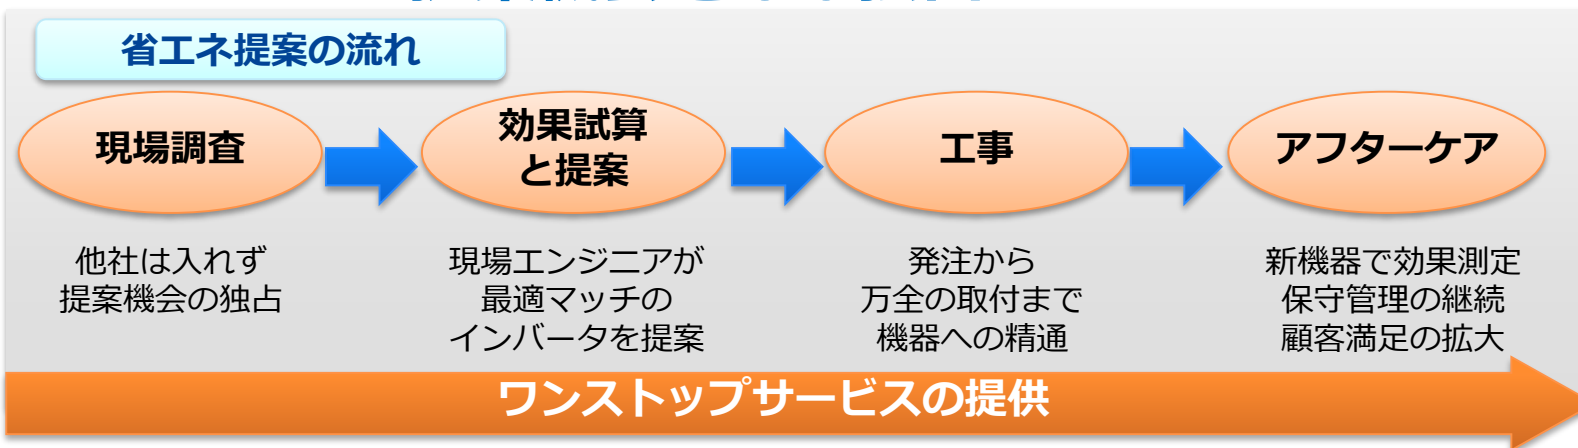 省エネ提案の流れ
現場調査
効果試算
と提案
工事
アフターケア
他社は入れず
提案機会の独占
現場エンジニアが
最適マッチの
インバータを提案
発注から
万全の取付まで
機器への精通
新機器で効果測定
保守管理の継続
顧客満足の拡大
ワンストップサービスの提供